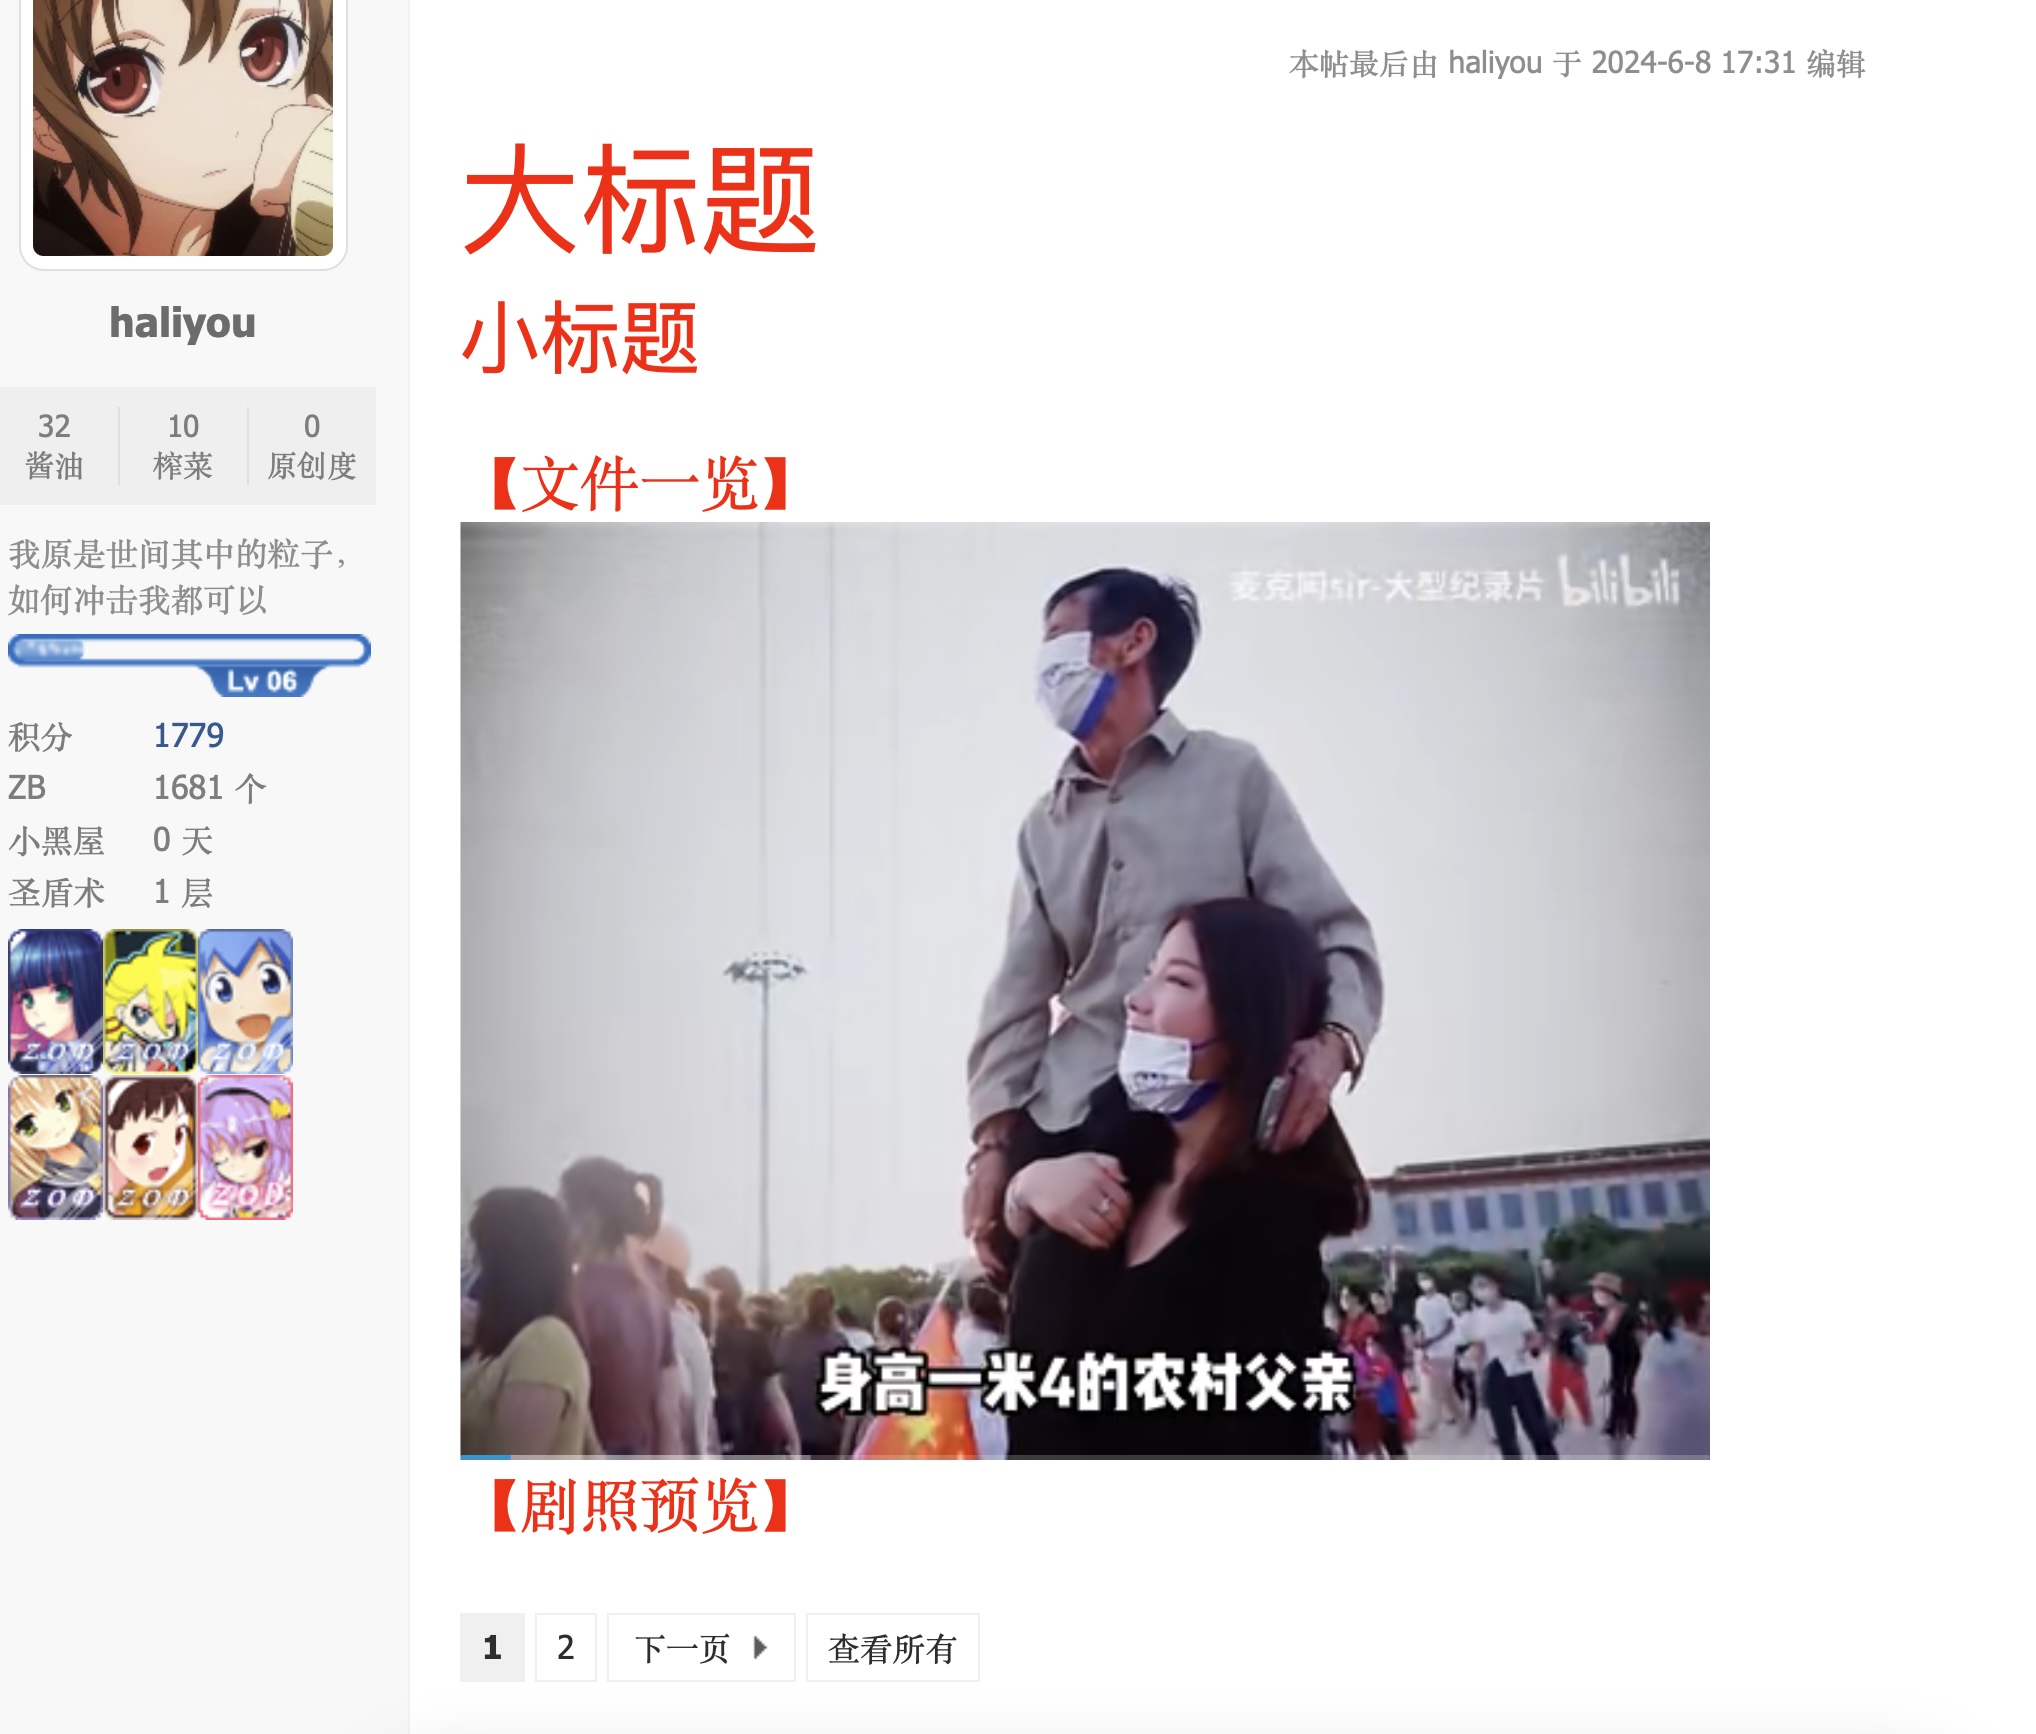 本帖最后由 haliyou 于 2024-6-8 17:31 编辑
haliyou
32
10
0
酱油
榨菜
原创度
我原是世间其中的粒子，
如何冲击我都可以
Lv 06
积分 1779
ZB 1681 个
小黑屋 0 天
圣盾术 1 层
ZOD
ZOD
ZOD
ZOD
ZOD
ZOD
大标题
小标题
【文件一览】
麦克阿sir-大型纪录片 bilibili
身高一米4的农村父亲
【剧照预览】
1
2
下一页
查看所有